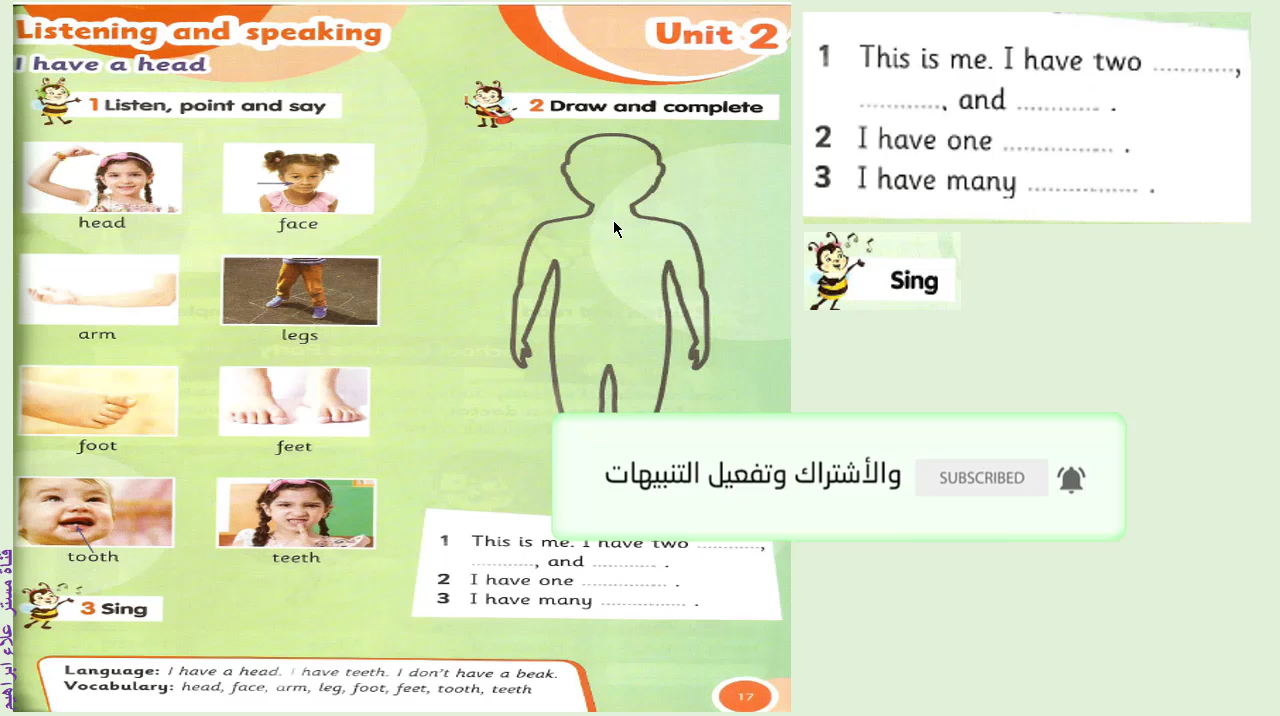 Listening and speaking
Unit 2
I have a head
1 Listen, point and say
2 Draw and complete
head
face
arm
legs
foot
feet
tooth
teeth
3 Sing
1 This is me. I have two ............,
............, and ............ .
2 I have one ............... .
3 I have many ............... .
Language: I have a head. I have teeth. I don't have a beak.
Vocabulary: head, face, arm, leg, foot, feet, tooth, teeth
17
قناة مستر علاء ابراهيم
1 This is me. I have two ............,
............, and ............ .
2 I have one ............... .
3 I have many ............... .
Sing
والأشتراك وتفعيل التنبيهات
SUBSCRIBED